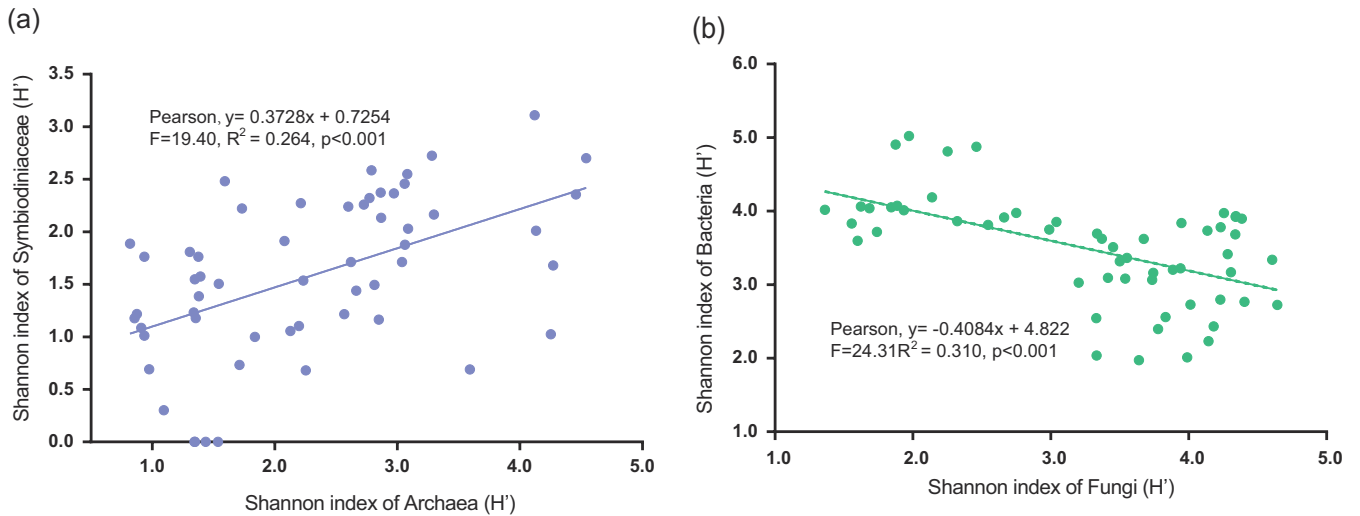 (a)
Shannon index of Symbiodiniaceae (H')
3.5
3.0
2.5
2.0
1.5
1.0
0.5
0.0
Pearson, y= 0.3728x + 0.7254
F=19.40, R² = 0.264, p<0.001
1.0 2.0 3.0 4.0 5.0
Shannon index of Archaea (H')
(b)
Shannon index of Bacteria (H')
6.0
5.0
4.0
3.0
2.0
1.0
Pearson, y= -0.4084x + 4.822
F=24.31R² = 0.310, p<0.001
1.0 2.0 3.0 4.0 5.0
Shannon index of Fungi (H')